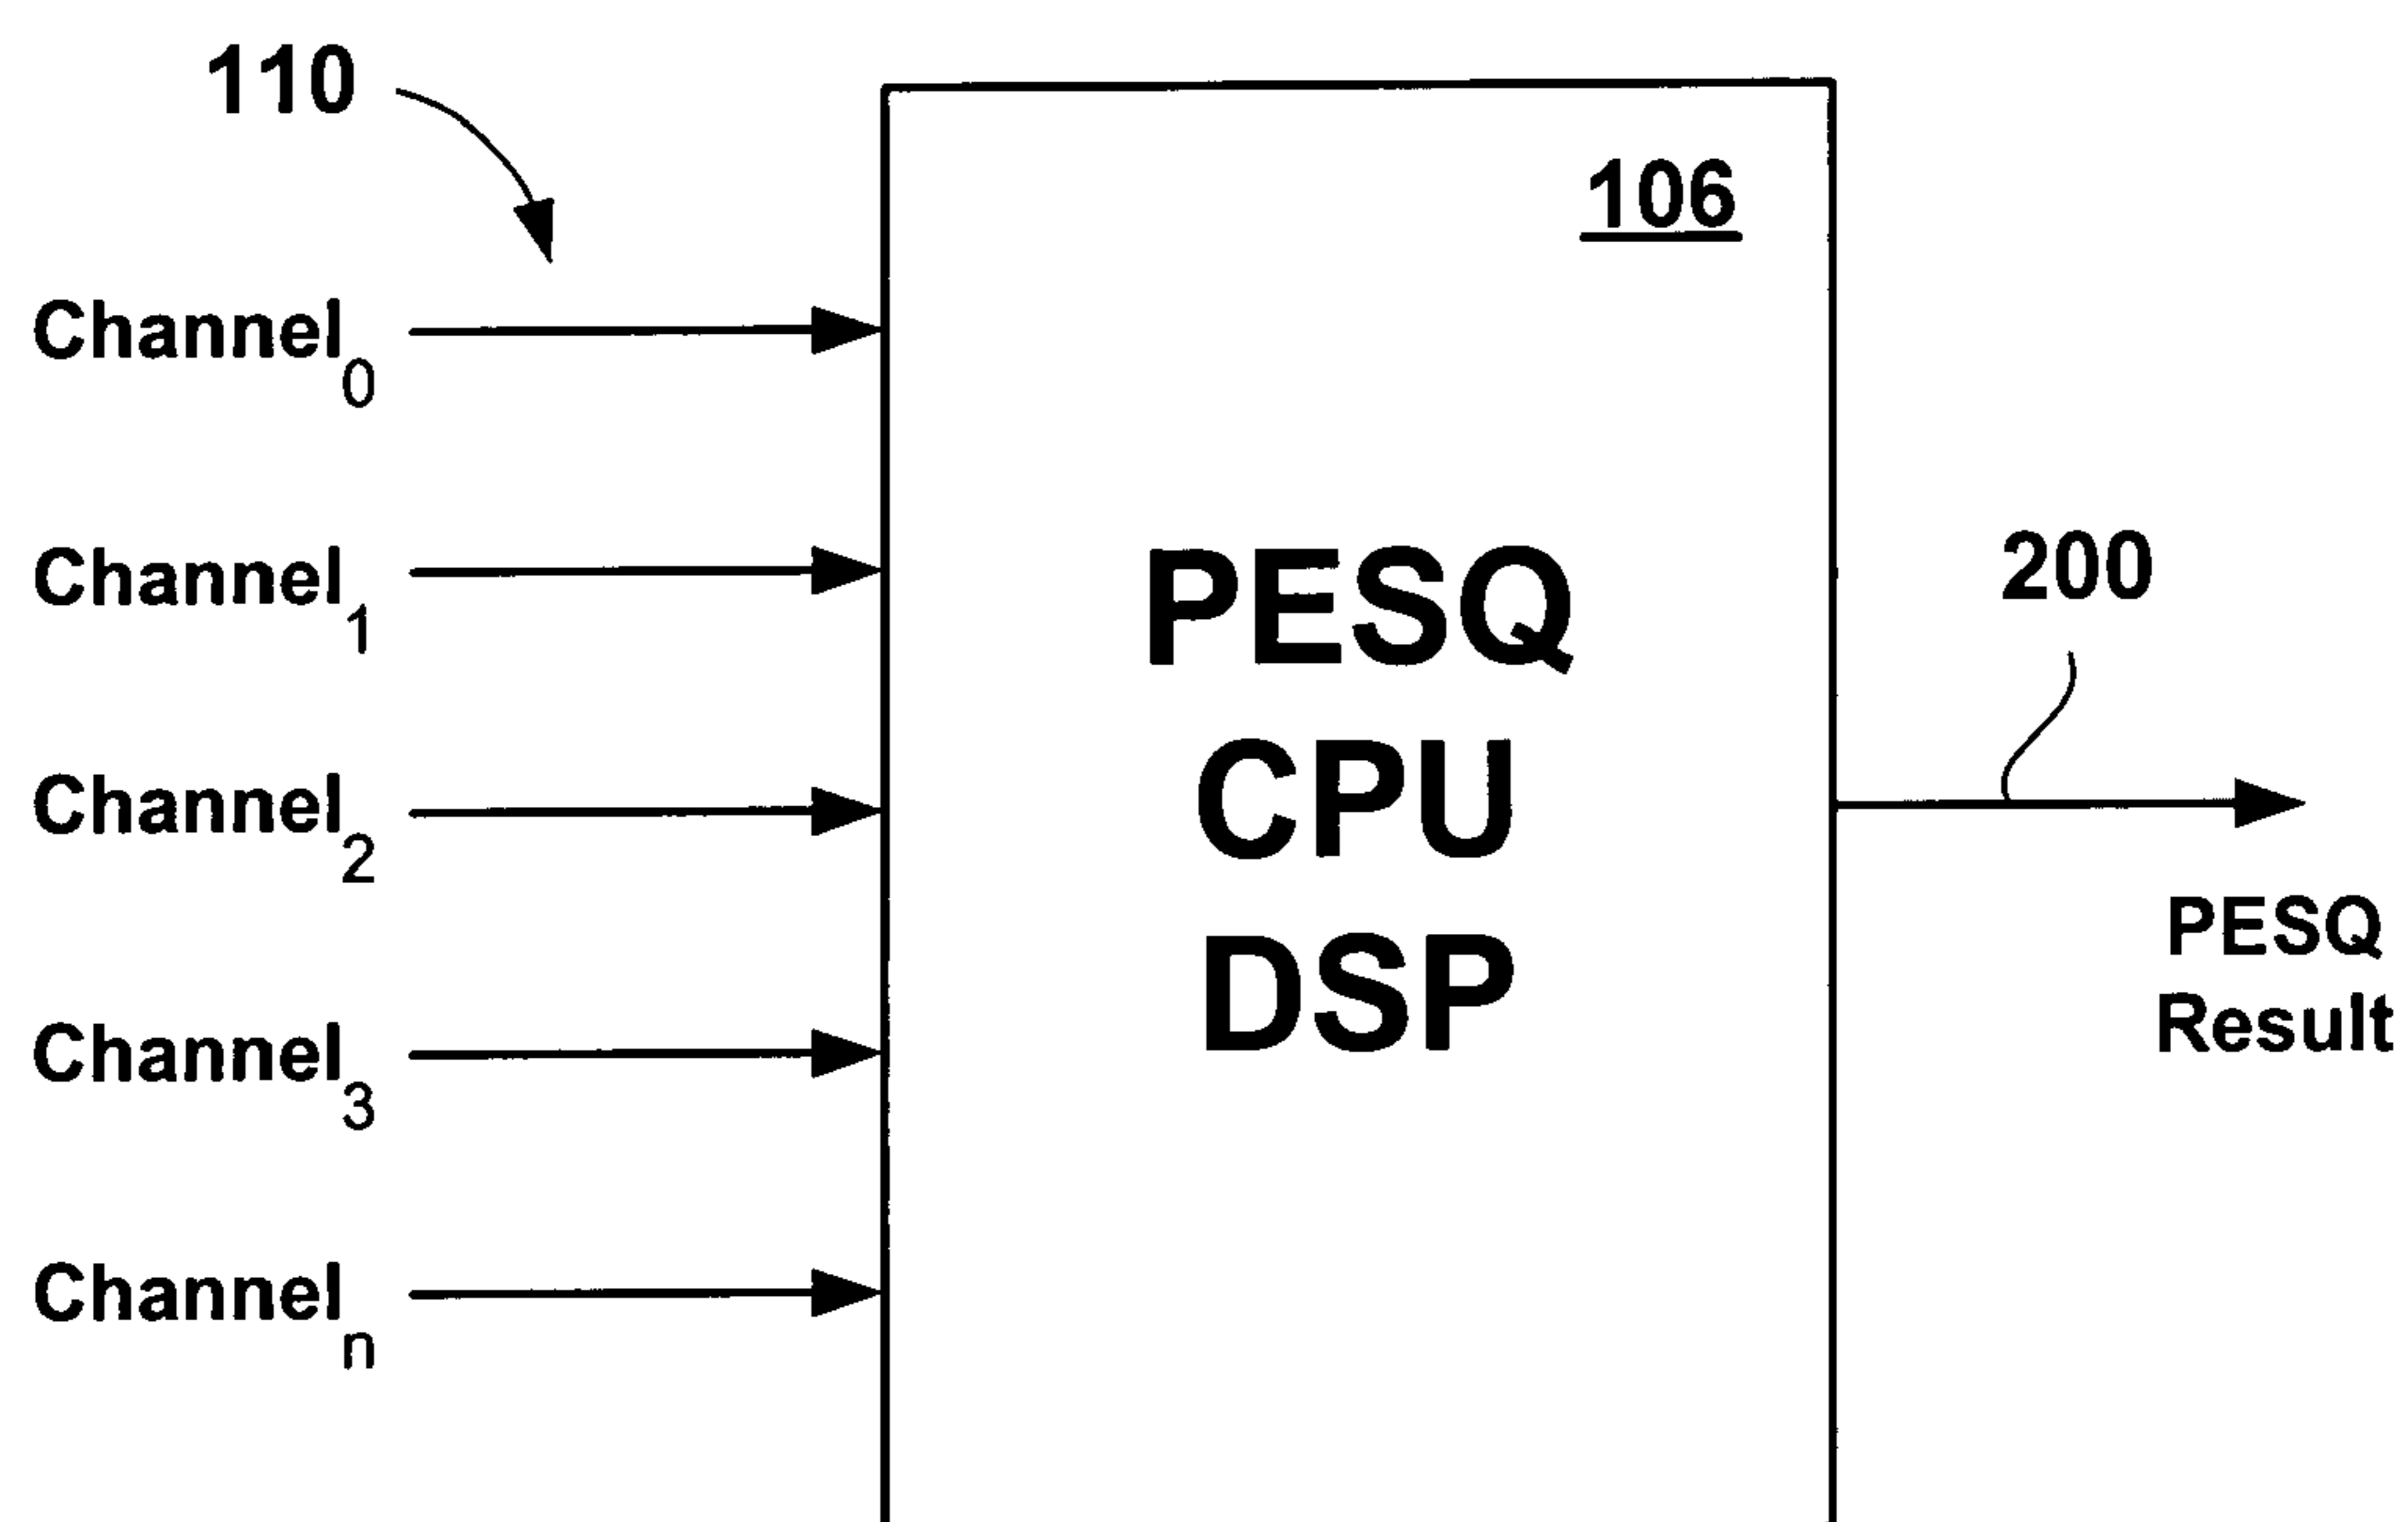 110
106
Channel0
Channel1
PESQ
200
CPU
Channel2
PESQ
DSP
Result
Channel3
Channeln